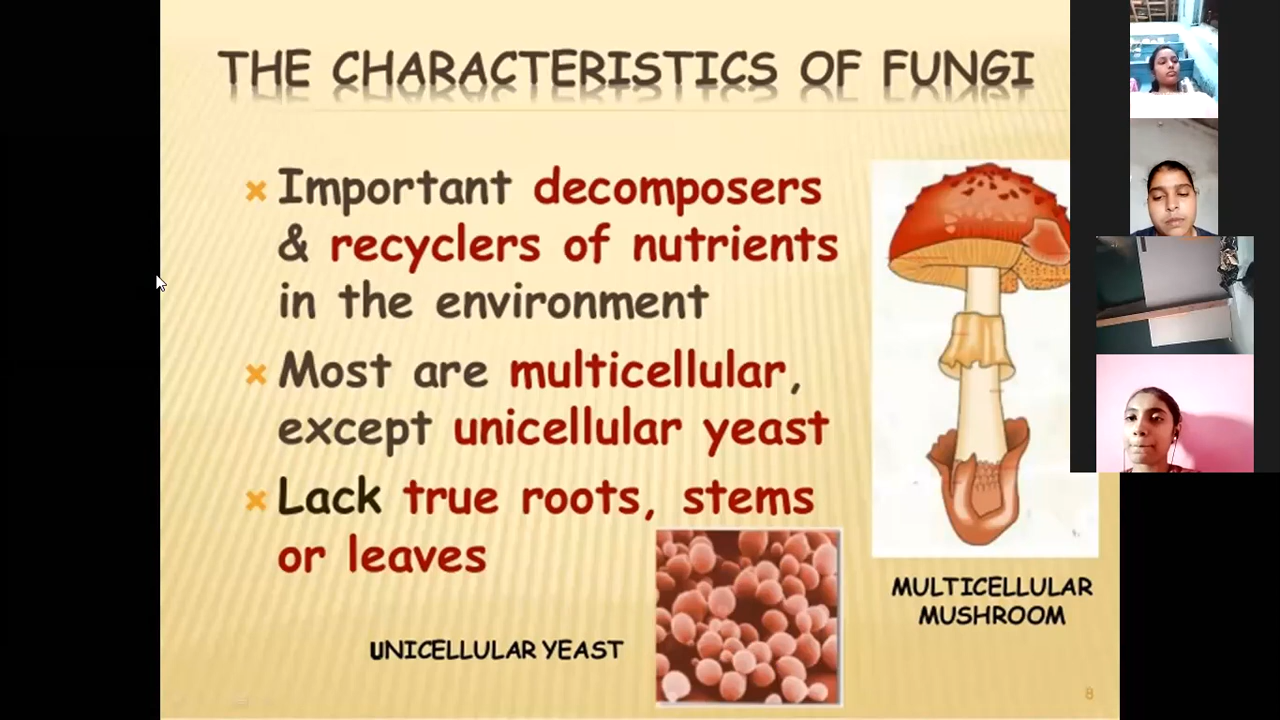 THE CHARACTERISTICS OF FUNGI
Important decomposers
& recyclers of nutrients
in the environment
Most are multicellular,
except unicellular yeast
Lack true roots, stems
or leaves
UNICELLULAR YEAST
MULTICELLULAR
MUSHROOM
8